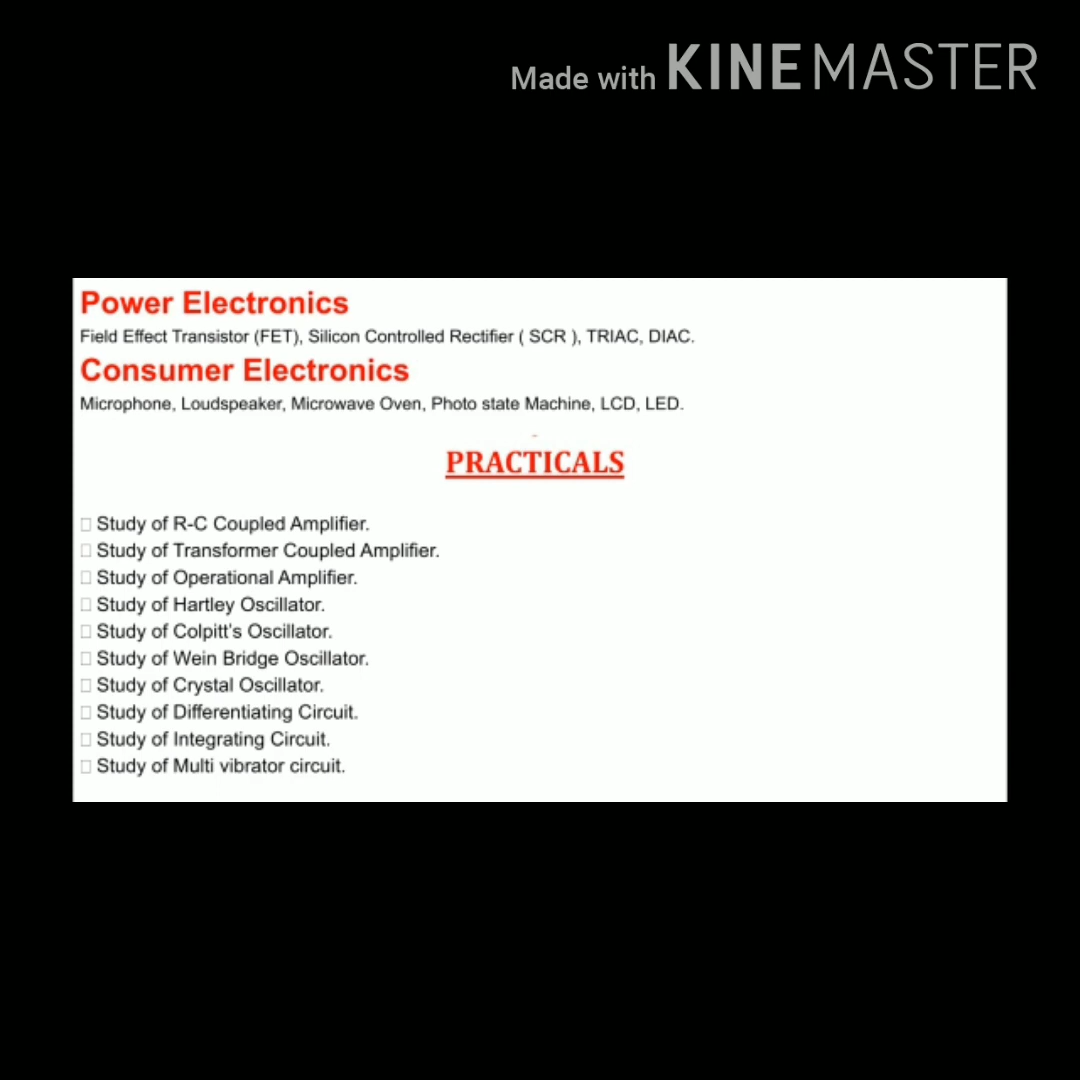 Made with KINEMASTER
Power Electronics
Field Effect Transistor (FET), Silicon Controlled Rectifier ( SCR ), TRIAC, DIAC.
Consumer Electronics
Microphone, Loudspeaker, Microwave Oven, Photo state Machine, LCD, LED.
PRACTICALS
Study of R-C Coupled Amplifier.
Study of Transformer Coupled Amplifier.
Study of Operational Amplifier.
Study of Hartley Oscillator.
Study of Colpitt's Oscillator.
Study of Wein Bridge Oscillator.
Study of Crystal Oscillator.
Study of Differentiating Circuit.
Study of Integrating Circuit.
Study of Multi vibrator circuit.